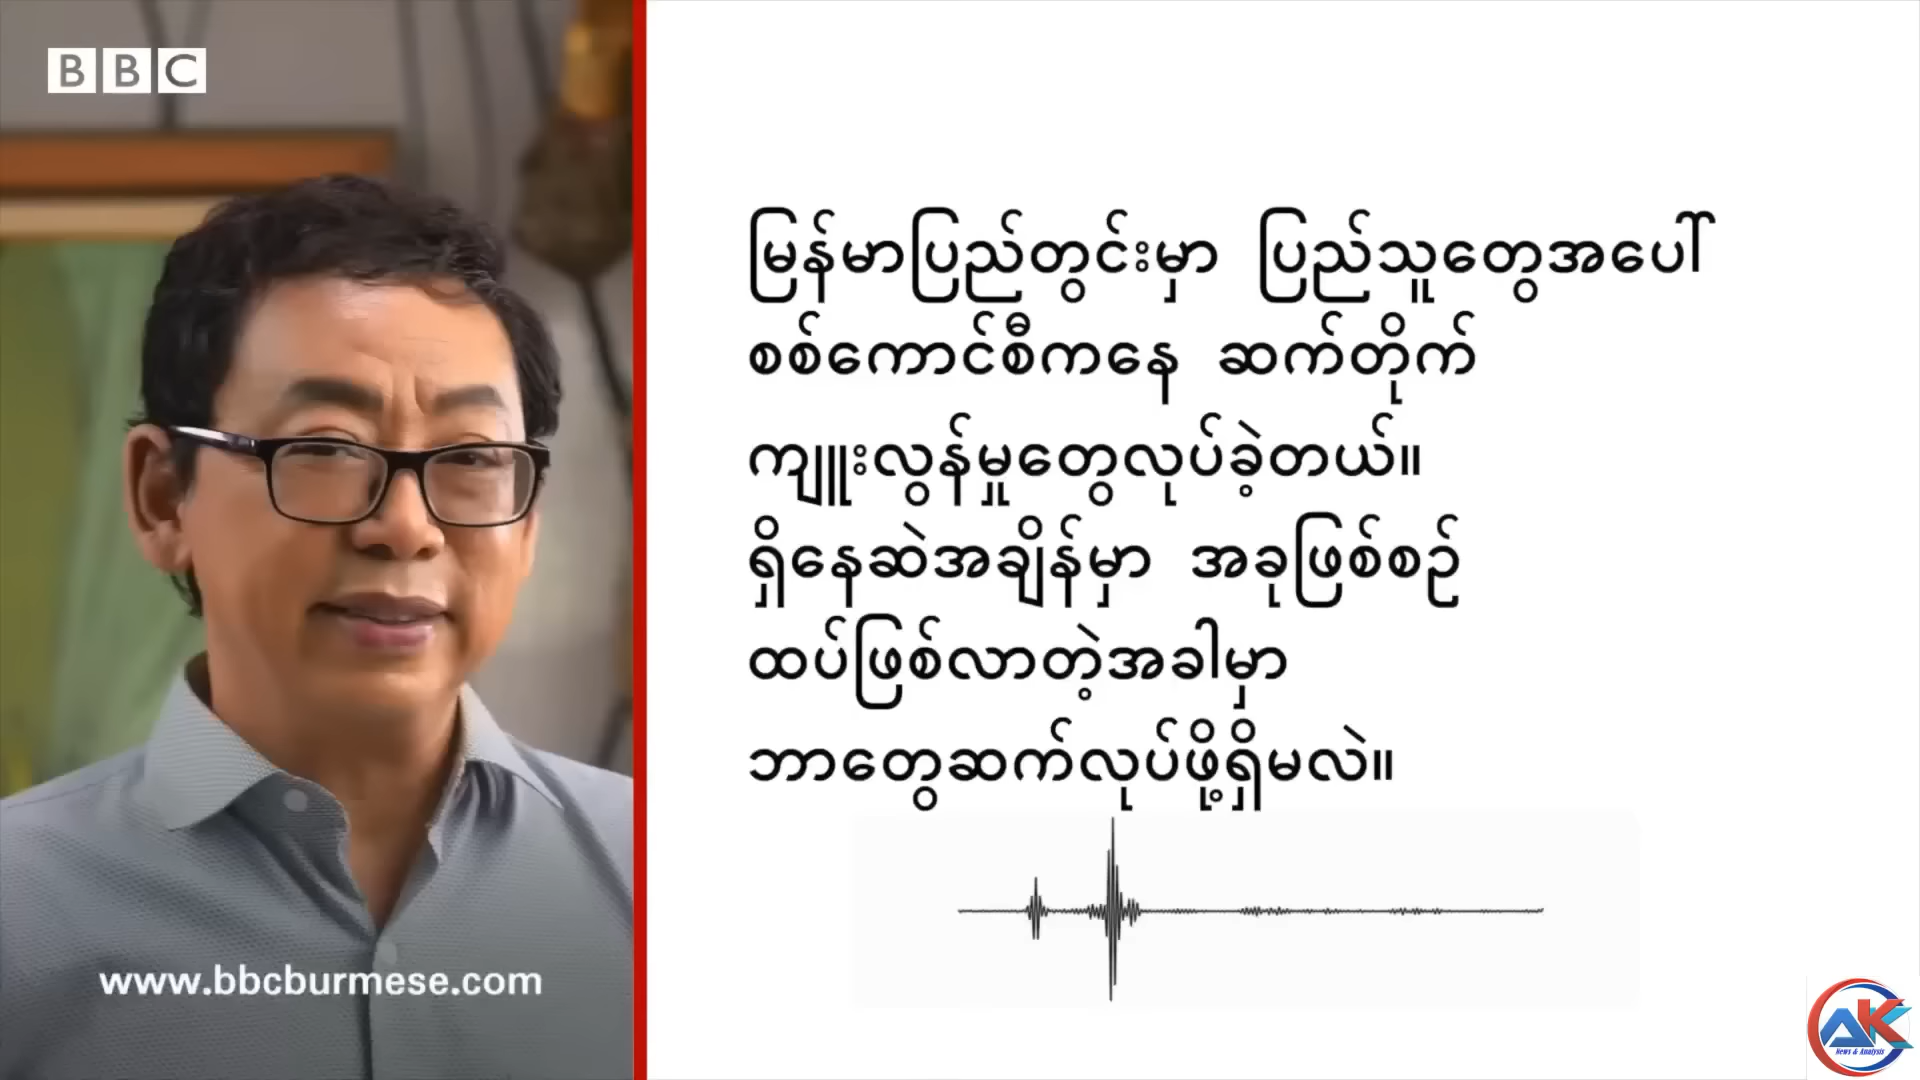 BBC
မြန်မာပြည်တွင်းမှာ ပြည်သူတွေအပေါ်
စစ်ကောင်စီကနေ ဆက်တိုက်
ကျူးလွန်မှုတွေလုပ်ခဲ့တယ်။
ရှိနေဆဲအချိန်မှာ အခုဖြစ်စဉ်
ထပ်ဖြစ်လာတဲ့အခါမှာ
ဘာတွေဆက်လုပ်ဖို့ရှိမလဲ။
www.bbcburmese.com
AK
News & Analysis